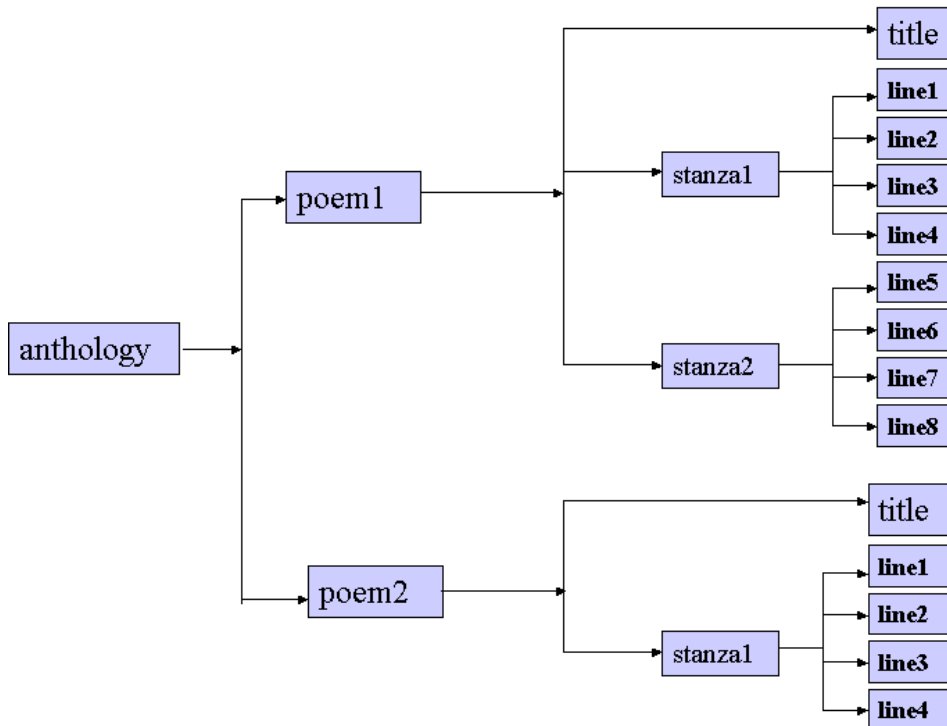 title
line1
line2
stanza1
line3
poem1
line4
line5
anthology
line6
stanza2
line7
line8
title
line1
poem2
line2
stanza1
line3
line4